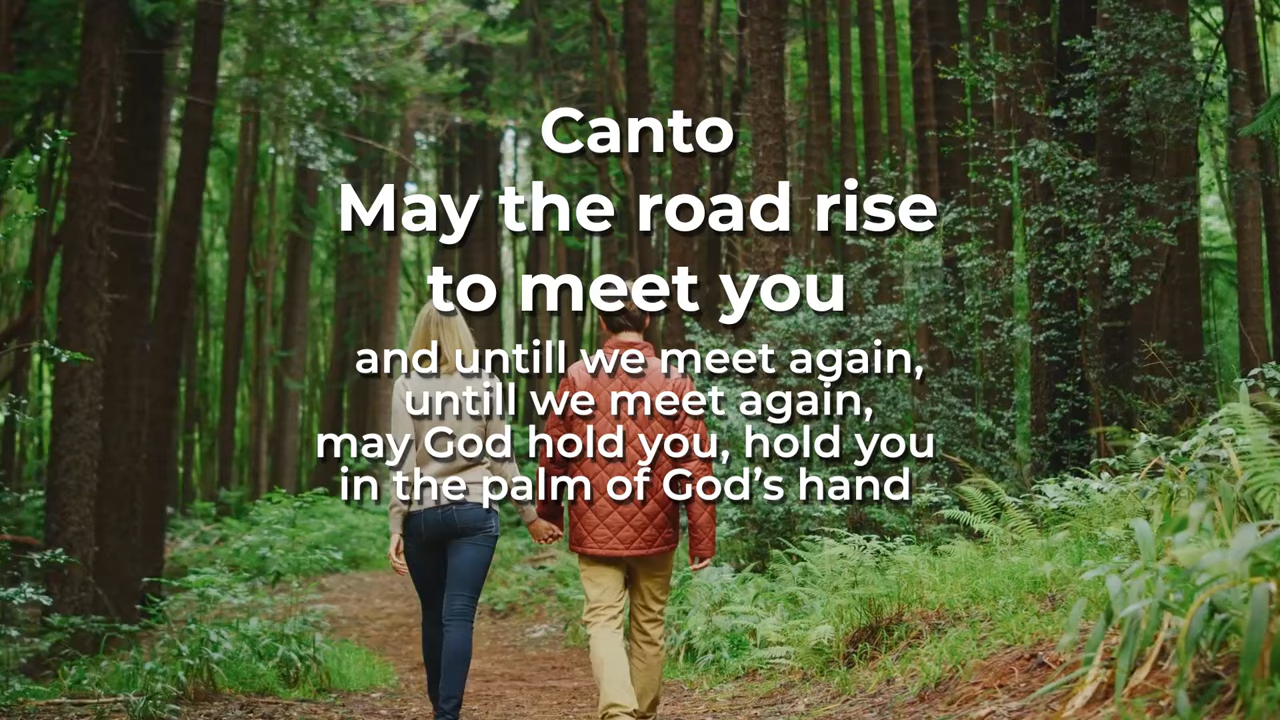 Canto
May the road rise
to meet you
and untill we meet again,
untill we meet again,
may God hold you, hold you
in the palm of God’s hand